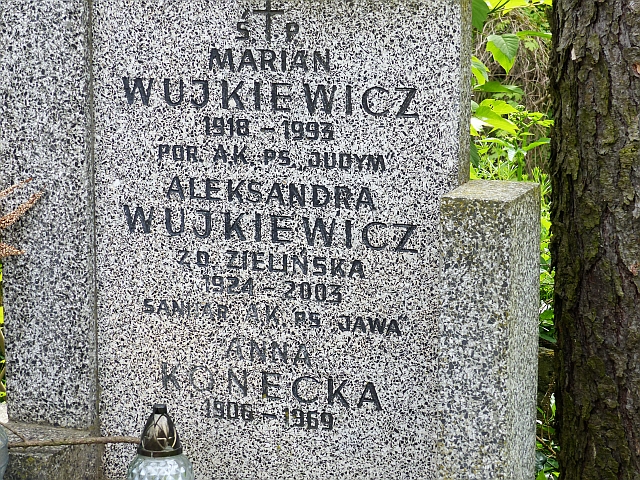 Ś P
MARIAN
WUJKIEWICZ
1918 - 1993
POR. A.K. PS. „JUDYM”
ALEKSANDRA
WUJKIEWICZ
Z D. ZIELIŃSKA
1924 - 2003
A.K. PS. „JAWA”
ANNA
KONECKA
1906 - 1969